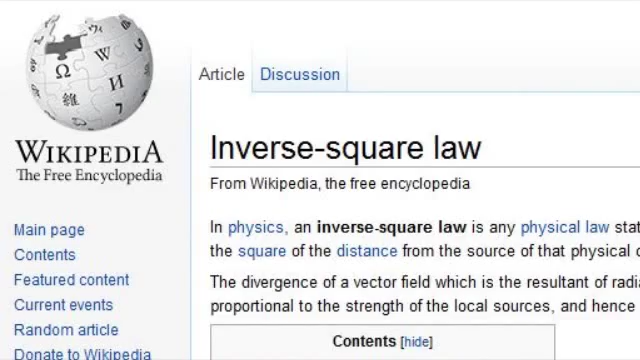 Ω W И 維
WIKIPEDIA
The Free Encyclopedia
Main page
Contents
Featured content
Current events
Random article
Donate to Wikipedia
Article Discussion
Inverse-square law
From Wikipedia, the free encyclopedia
In physics, an inverse-square law is any physical law
the square of the distance from the source of that physical
The divergence of a vector field which is the resultant of
proportional to the strength of the local sources, and hence
Contents [hide]